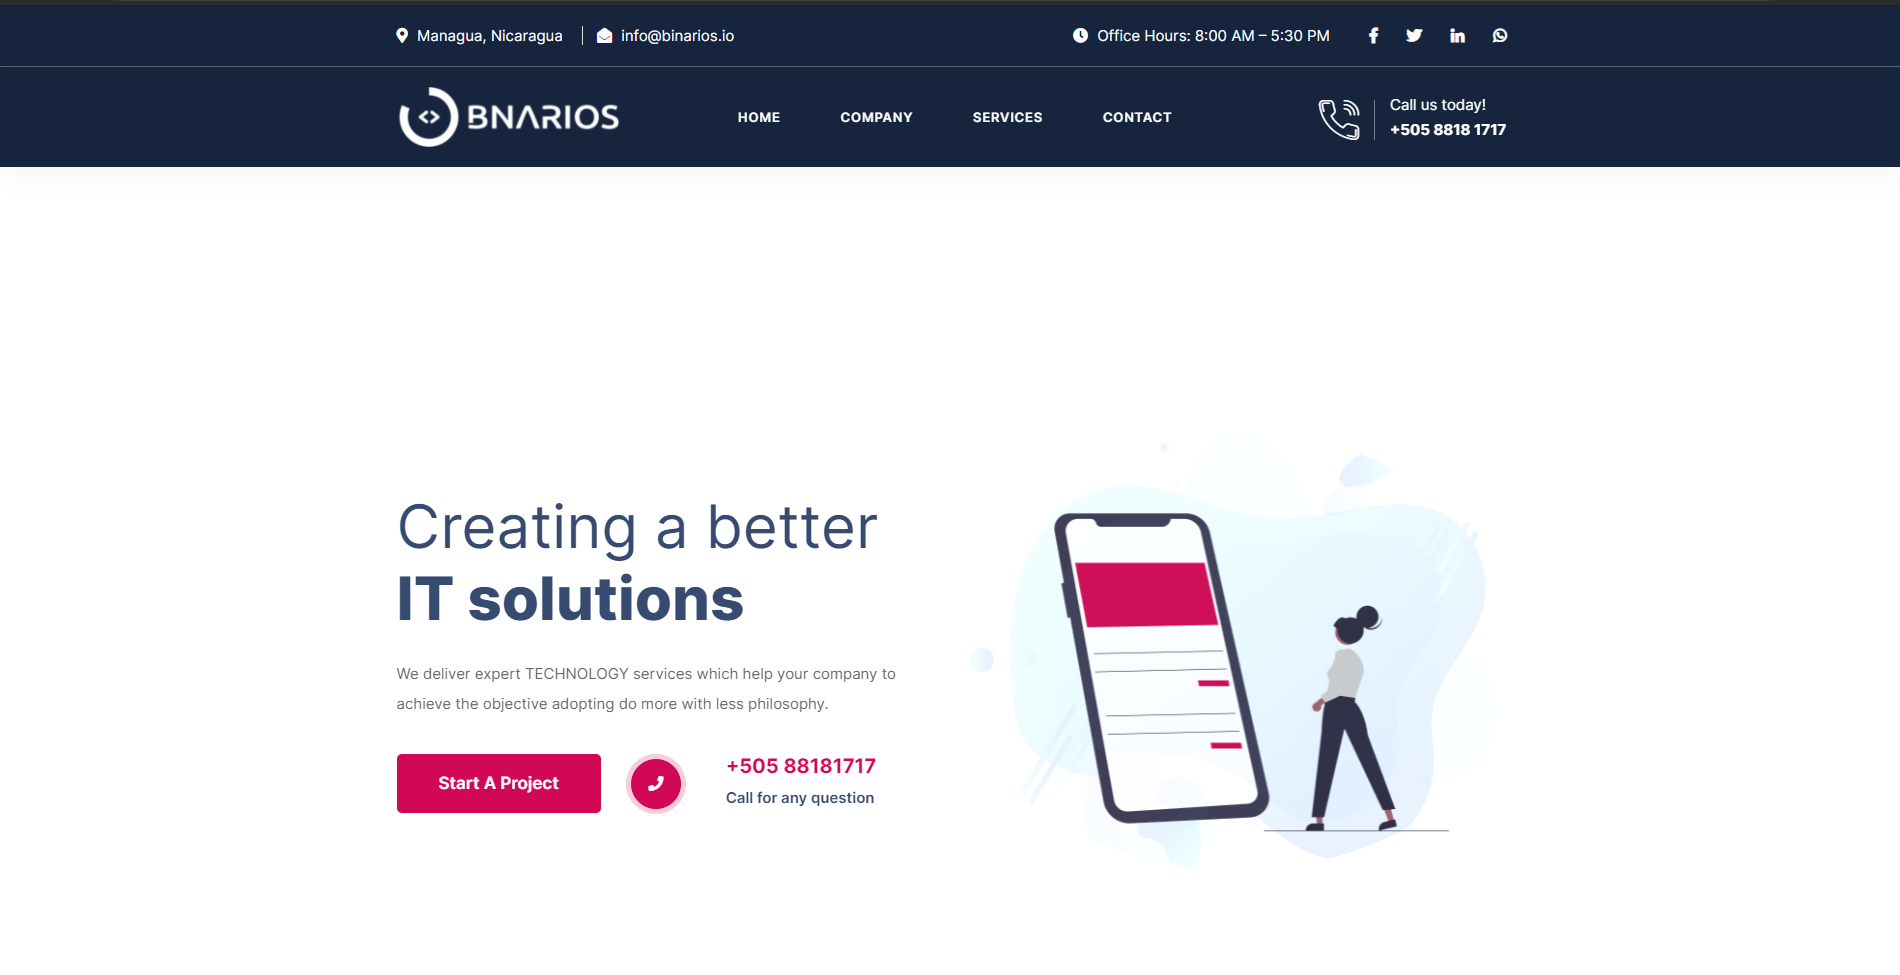 Managua, Nicaragua
info@binarios.io
Office Hours: 8:00 AM – 5:30 PM
BNARIOS
HOME
COMPANY
SERVICES
CONTACT
Call us today!
+505 8818 1717
Creating a better
IT solutions
We deliver expert TECHNOLOGY services which help your company to
achieve the objective adopting do more with less philosophy.
Start A Project
+505 88181717
Call for any question